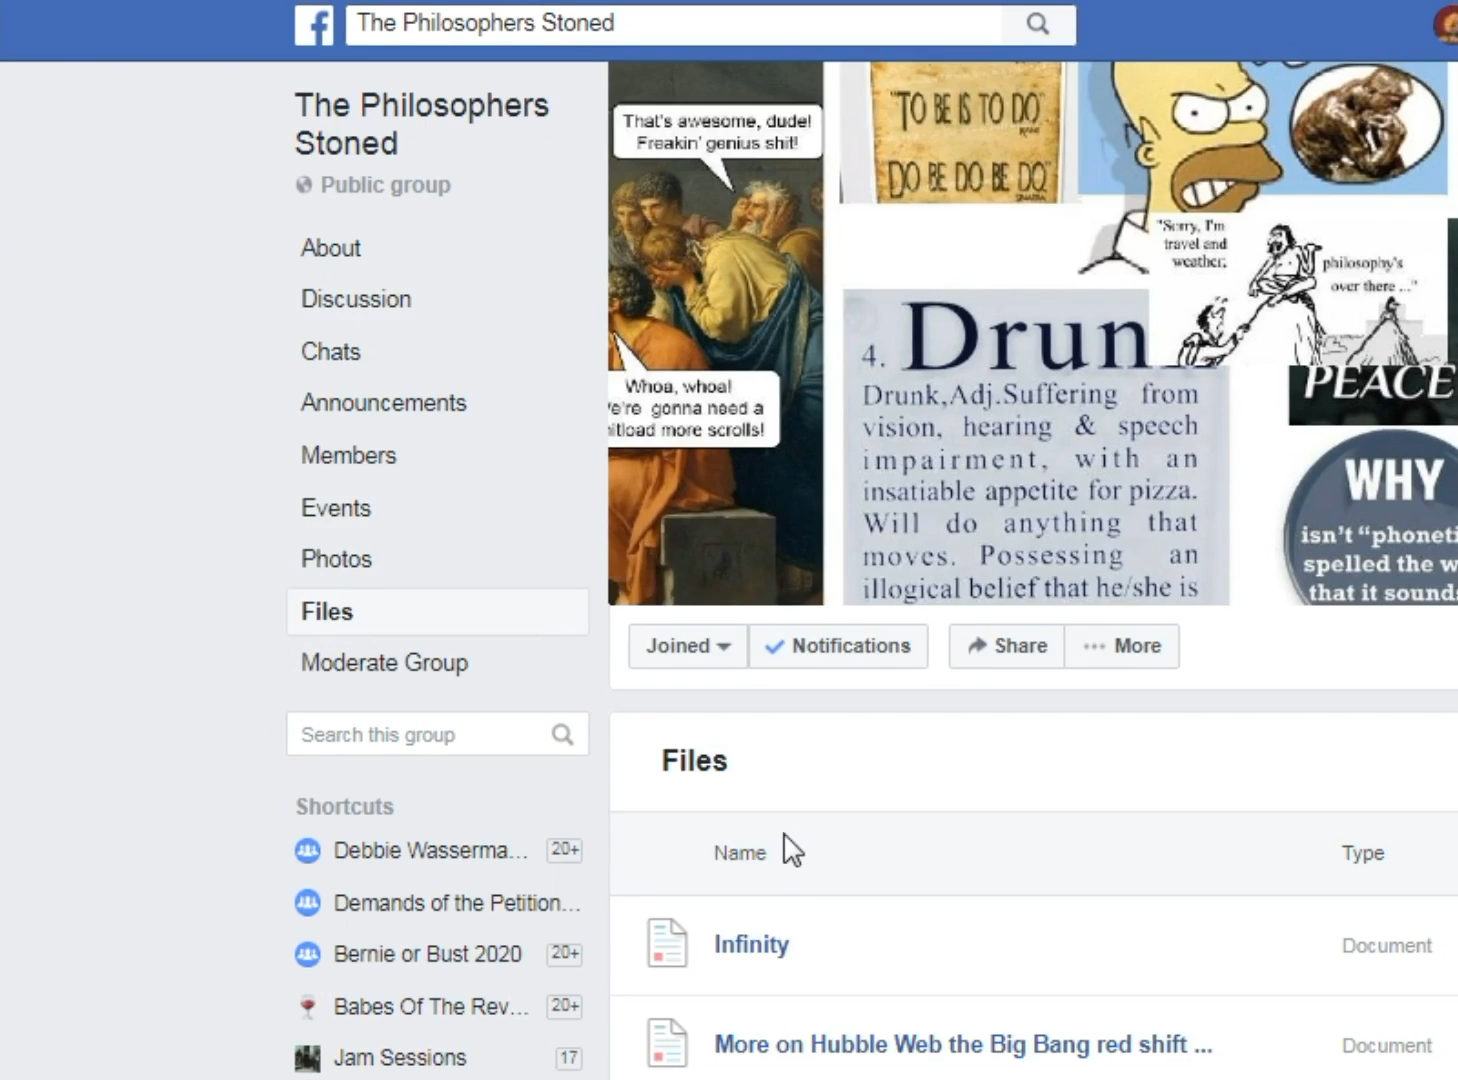 The Philosophers Stoned
The Philosophers
Stoned
Public group
About
Discussion
Chats
Announcements
Members
Events
Photos
Files
Moderate Group
Search this group
Shortcuts
Debbie Wasserma... 20+
Demands of the Petition...
Bernie or Bust 2020 20+
Babes Of The Rev... 20+
Jam Sessions 17
That's awesome, dude!
Freakin' genius shit!
Whoa, whoa!
e're gonna need a
itload more scrolls!
"TO BE IS TO DO"
KANT
DO BE DO BE DO"
SINATRA
"Sorry, I'm
travel and
weather;
philosophy's
over there ..."
4. Drun
Drunk,Adj.Suffering from
vision, hearing & speech
impairment, with an
insatiable appetite for pizza.
Will do anything that
moves. Possessing an
illogical belief that he/she is
PEACE
WHY
isn't "phoneti
spelled the w
that it sound
Joined Notifications Share ... More
Files
Name Type
Infinity Document
More on Hubble Web the Big Bang red shift ... Document